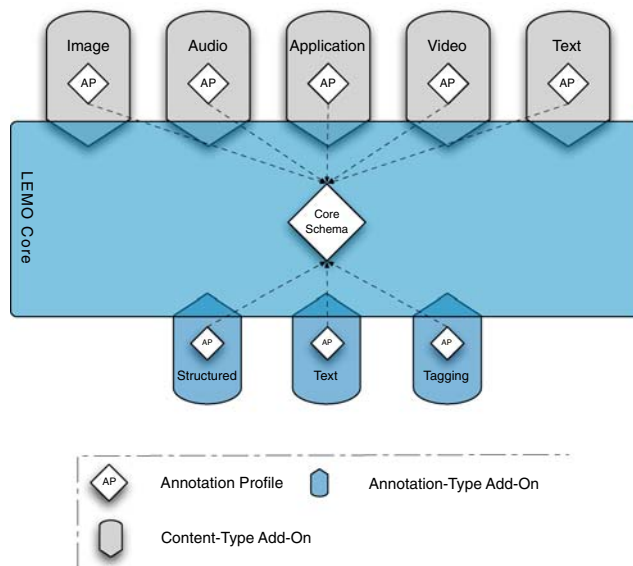 Image
Audio
Application
Video
Text
AP
AP
AP
AP
AP
LEMO Core
Core
Schema
AP
AP
AP
Structured
Text
Tagging
AP
Annotation Profile
Annotation-Type Add-On
Content-Type Add-On